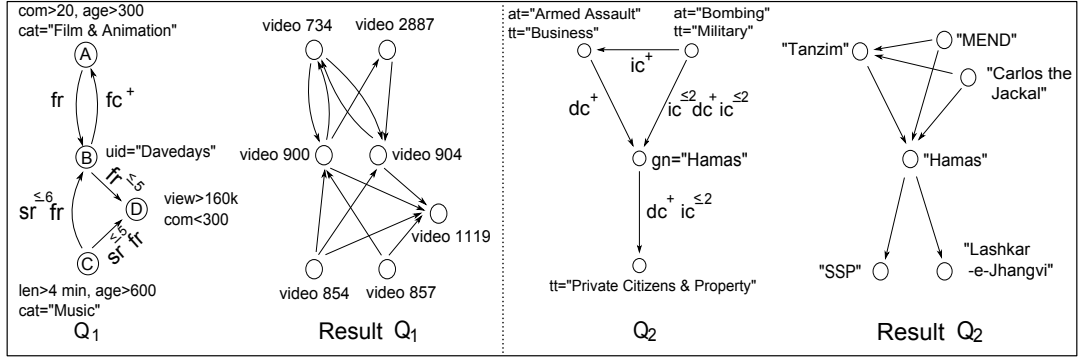 com>20, age>300
cat="Film & Animation"
A
fr
fc+
B
uid="Davedays"
fr≤5
D
view>160k
com<300
sr≤6 fr
sr≤5 fr
C
len>4 min, age>600
cat="Music"
Q1
video 734
video 2887
video 900
video 904
video 1119
video 854
video 857
Result Q1
at="Armed Assault"
tt="Business"
at="Bombing"
tt="Military"
ic+
dc+
ic≤2dc+ ic≤2
gn="Hamas"
dc+ ic≤2
tt="Private Citizens & Property"
Q2
"Tanzim"
"MEND"
"Carlos the
Jackal"
"Hamas"
"SSP"
"Lashkar
-e-Jhangvi"
Result Q2